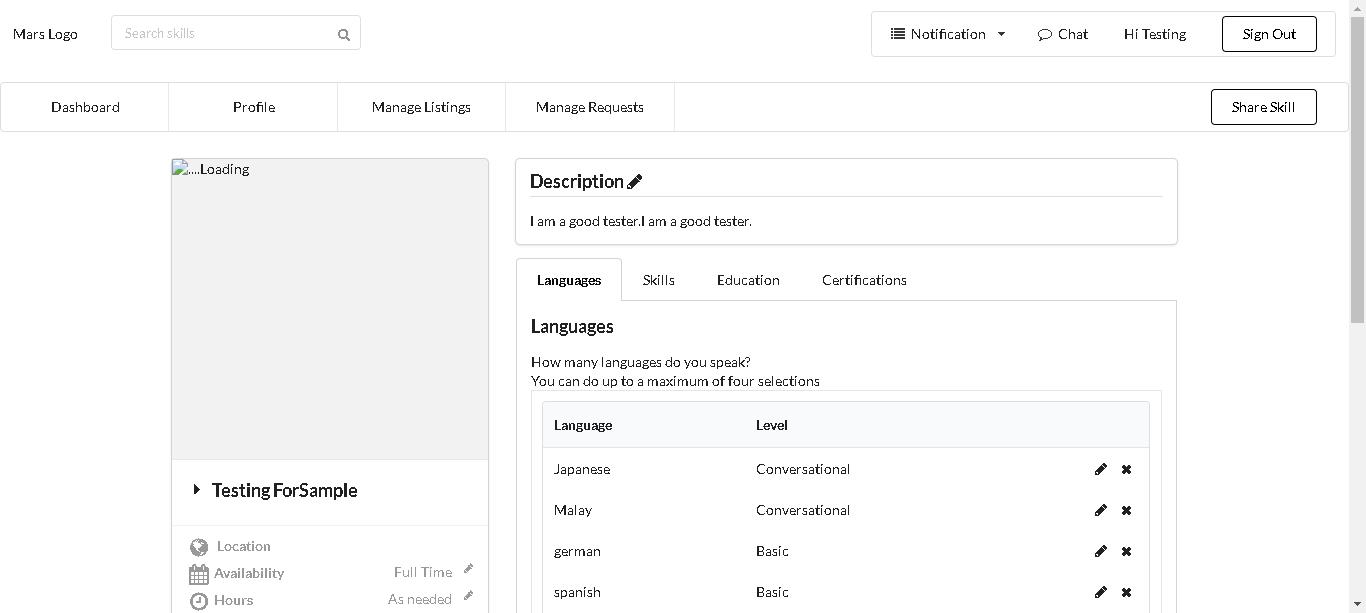 Mars Logo
Search skills
Notification
Chat
Hi Testing
Sign Out
Dashboard
Profile
Manage Listings
Manage Requests
Share Skill
....Loading
Testing ForSample
Location
Availability
Full Time
Hours
As needed
Description
I am a good tester.I am a good tester.
Languages
Skills
Education
Certifications
Languages
How many languages do you speak?
You can do up to a maximum of four selections
Language Level
Japanese Conversational
Malay Conversational
german Basic
spanish Basic